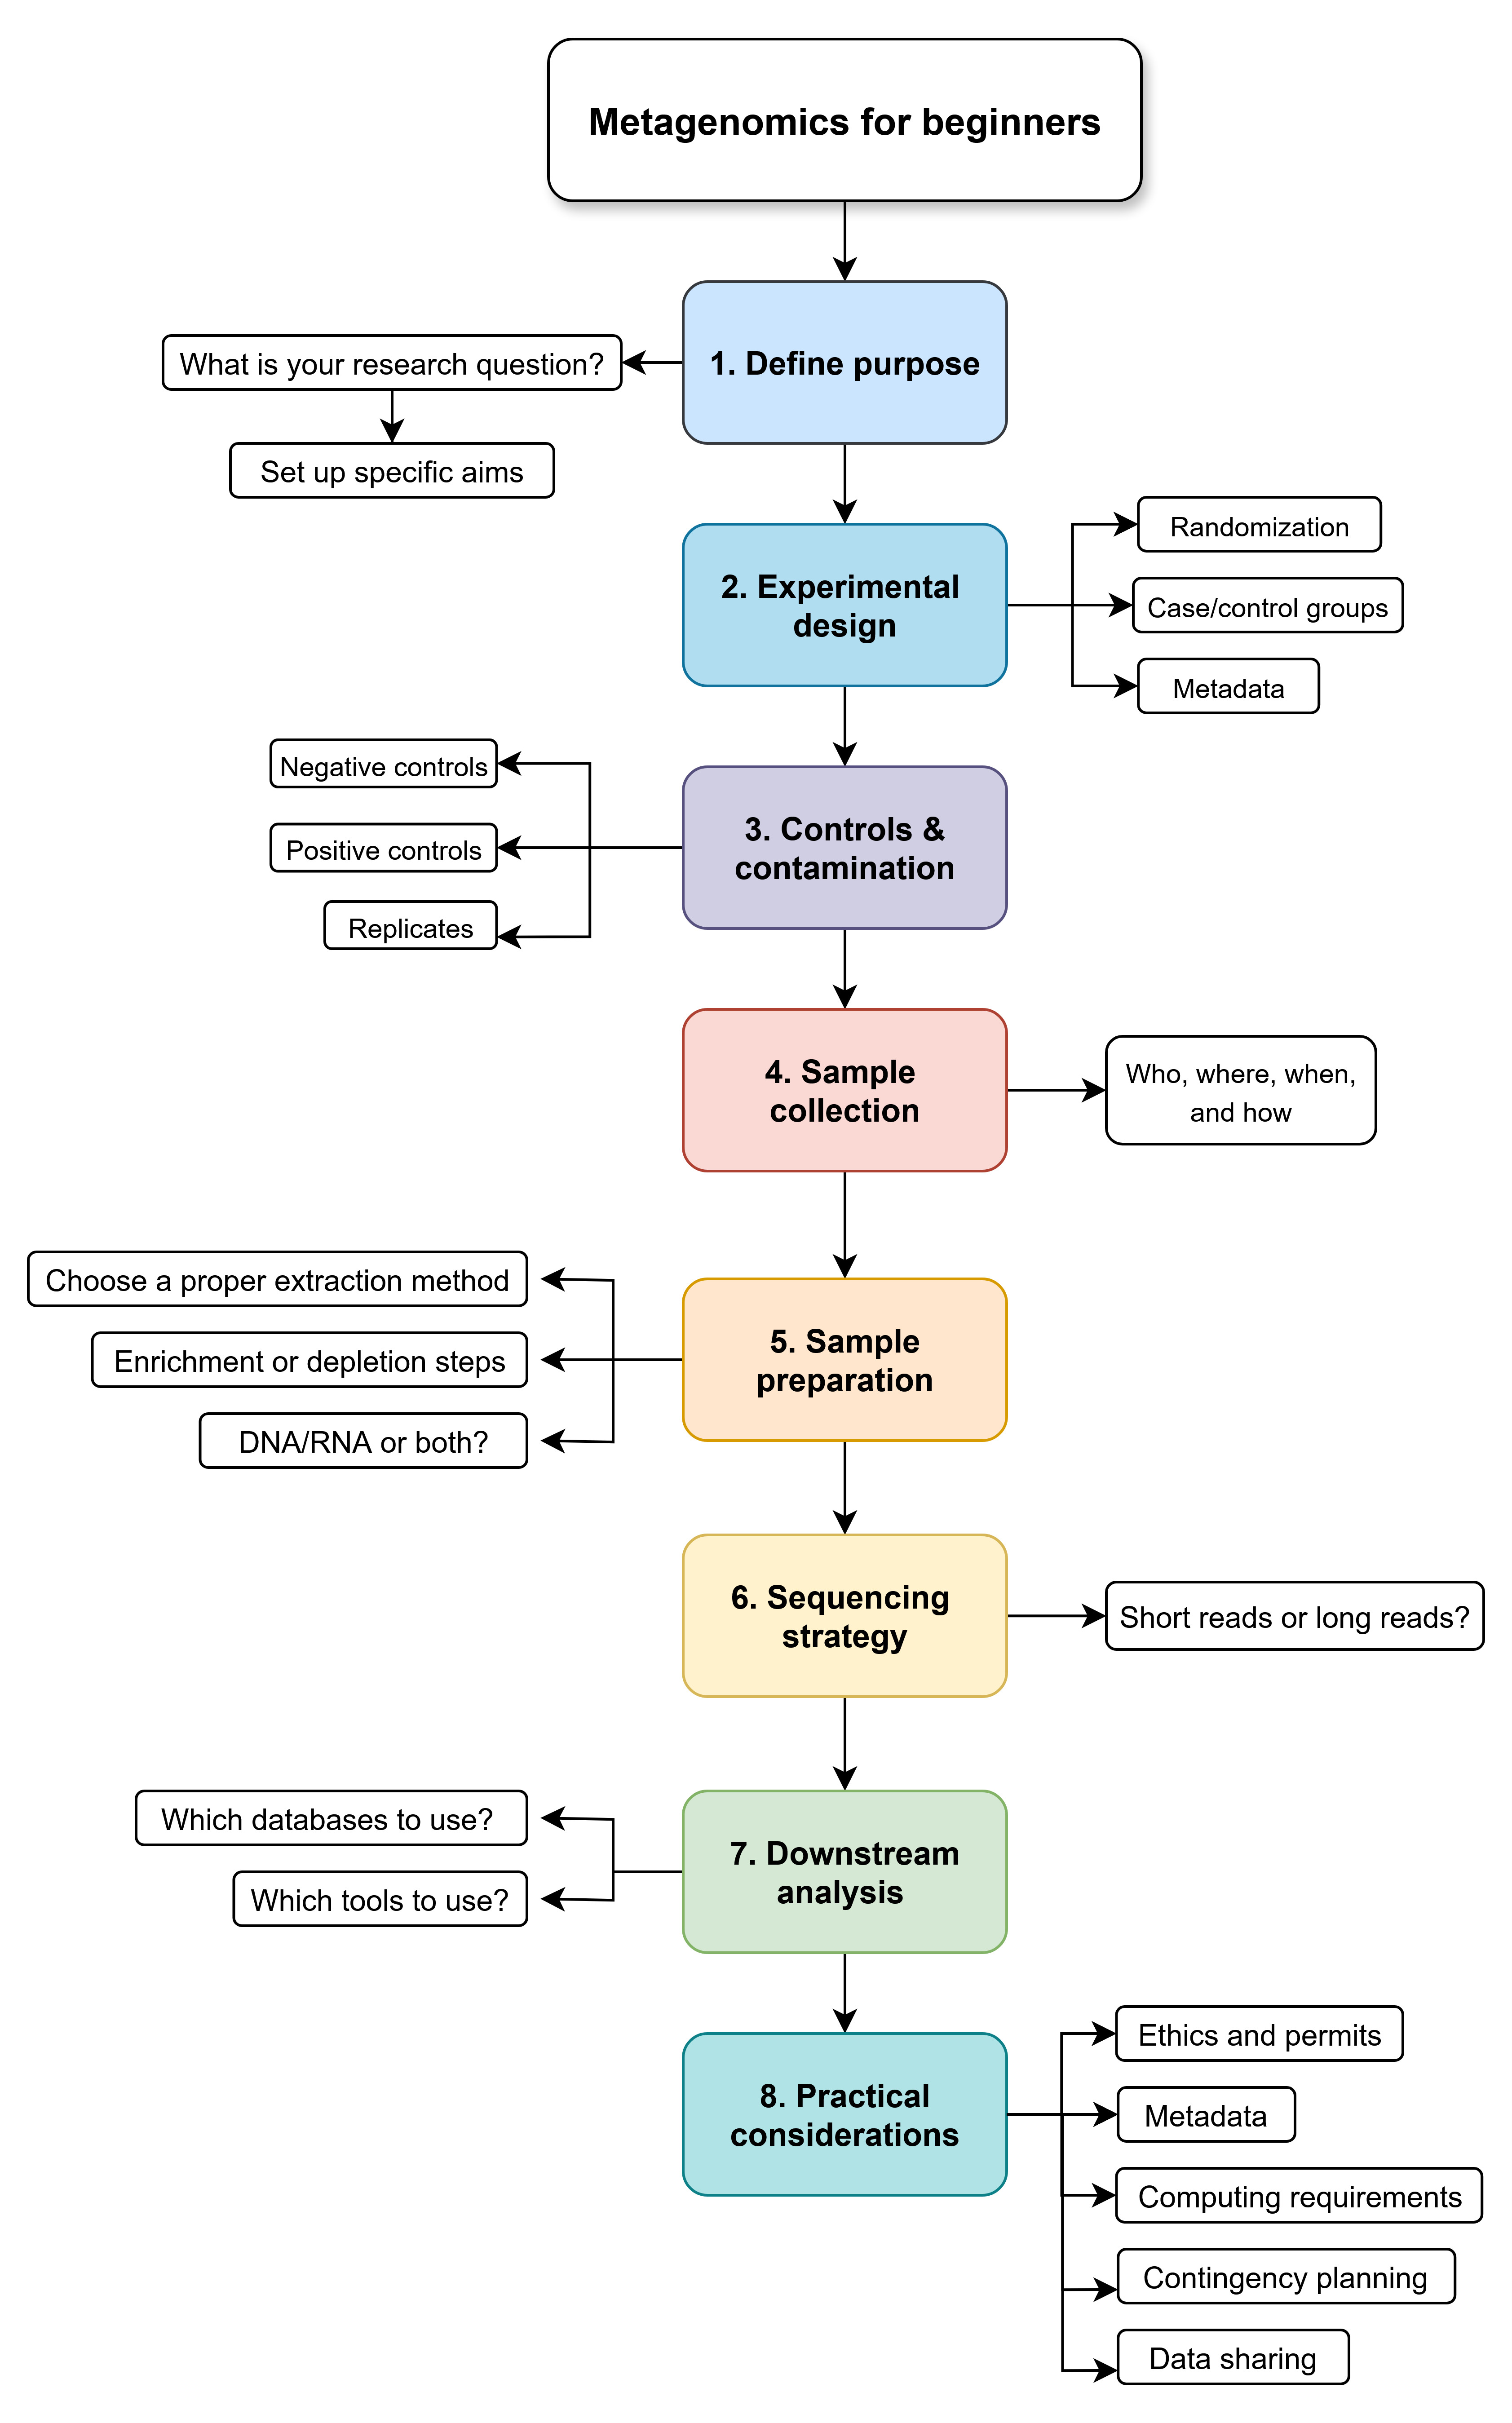 Metagenomics for beginners
1. Define purpose
What is your research question?
Set up specific aims
2. Experimental
design
Randomization
Case/control groups
Metadata
3. Controls &
contamination
Negative controls
Positive controls
Replicates
4. Sample
collection
Who, where, when,
and how
5. Sample
preparation
Choose a proper extraction method
Enrichment or depletion steps
DNA/RNA or both?
6. Sequencing
strategy
Short reads or long reads?
7. Downstream
analysis
Which databases to use?
Which tools to use?
8. Practical
considerations
Ethics and permits
Metadata
Computing requirements
Contingency planning
Data sharing